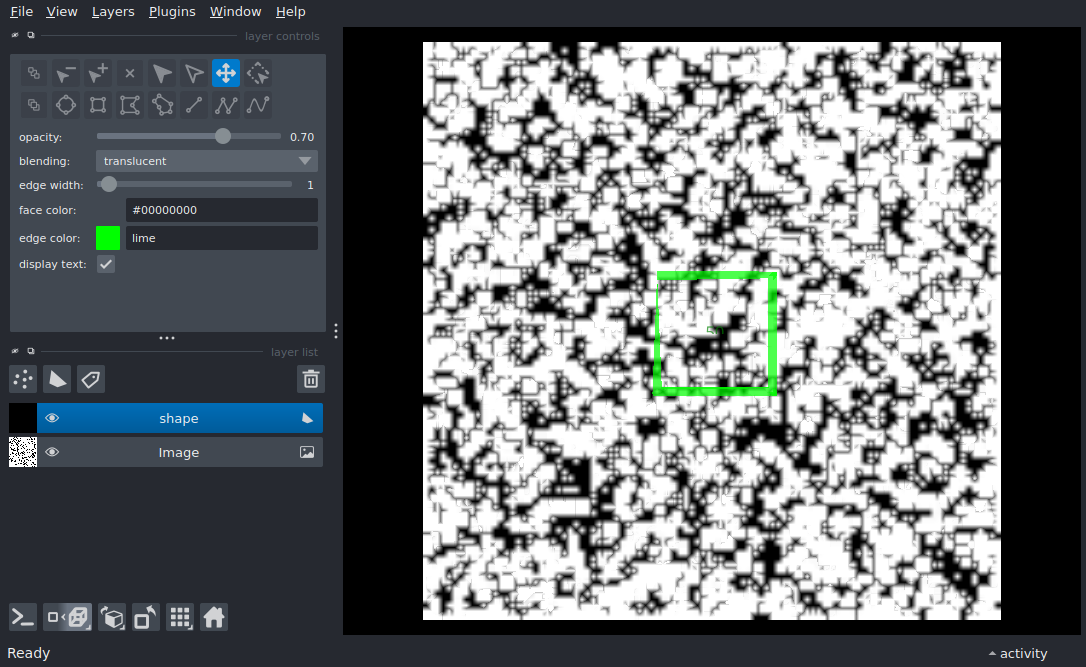 File View Layers Plugins Window Help
layer controls
opacity: 0.70
blending: translucent
edge width: 1
face color: #00000000
edge color: lime
display text:
layer list
shape
Image
Ready
activity